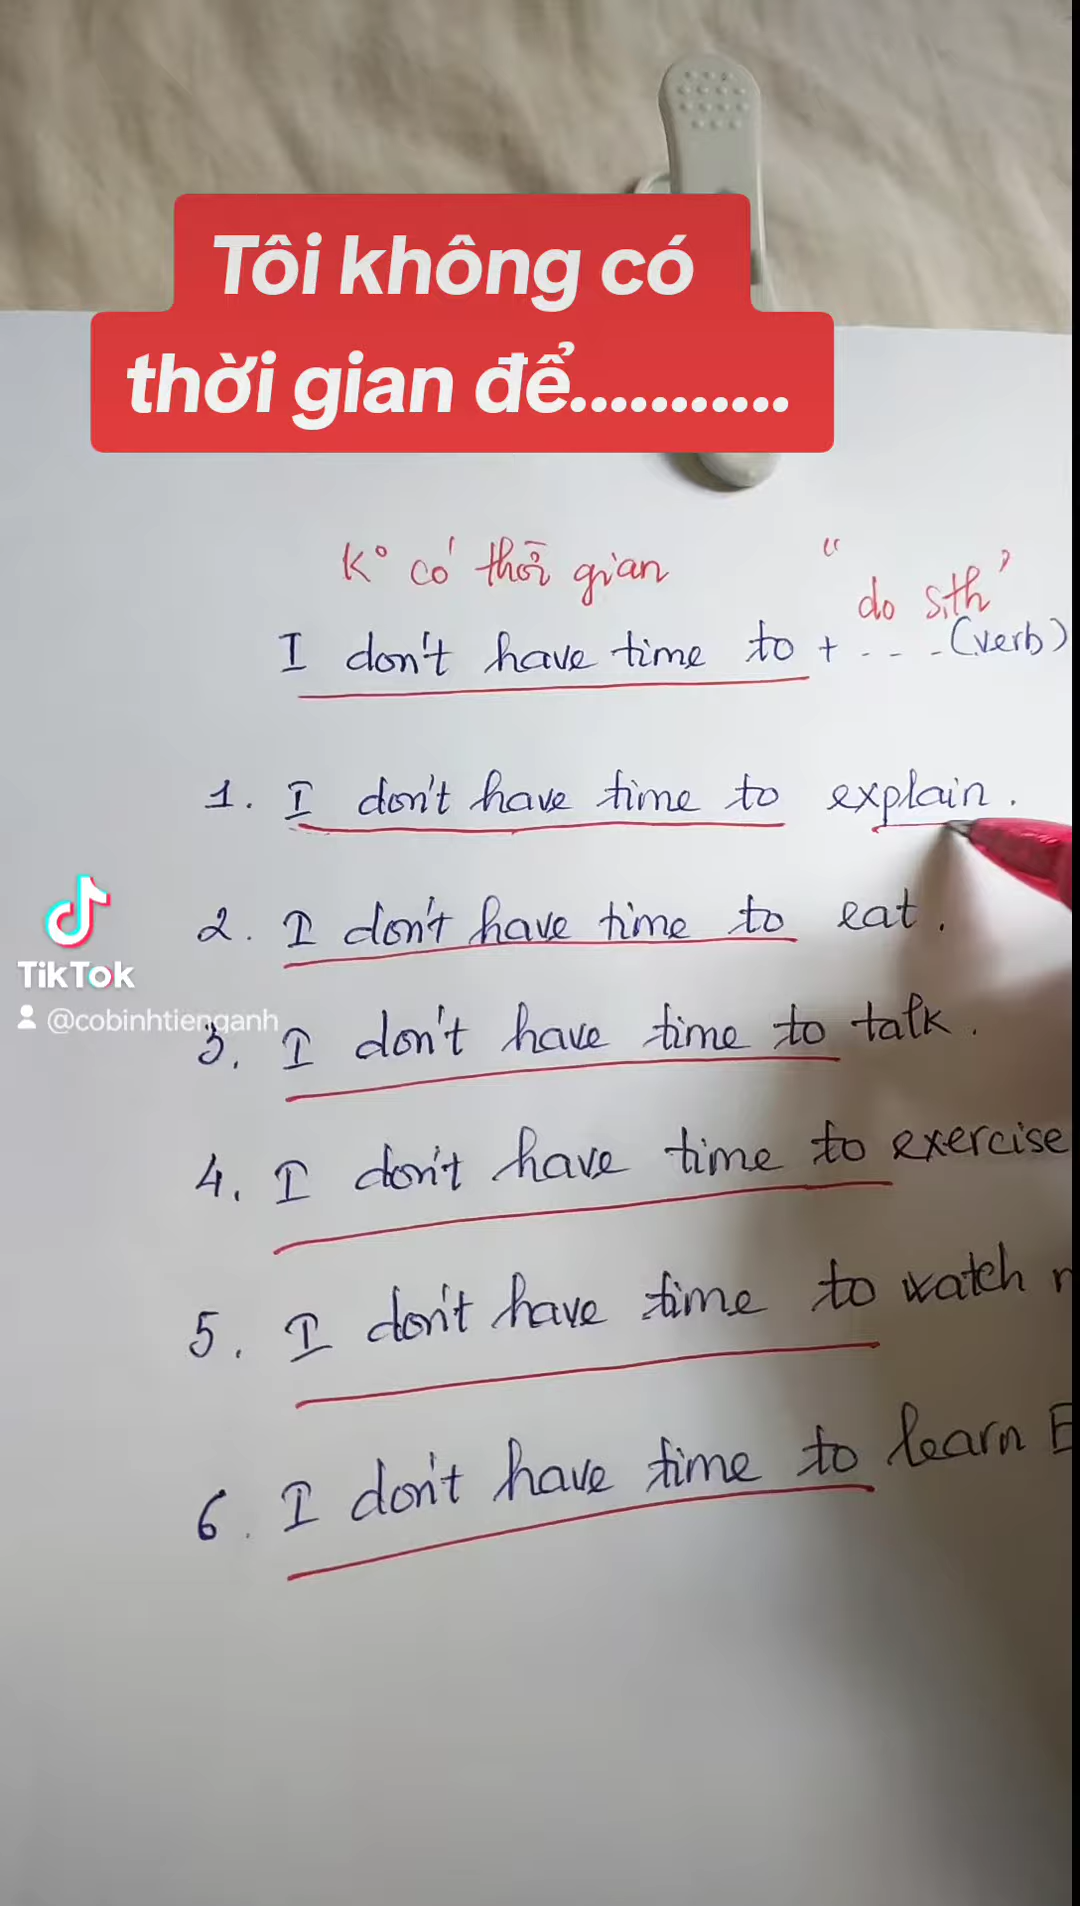 Tôi không có
thời gian để...........
K° có thời gian
"do s.th"
I don't have time to + - - - (verb)
1. I don't have time to explain.
2. I don't have time to eat.
3. I don't have time to talk.
4. I don't have time to exercise
5. I don't have time to watch
6. I don't have time to learn E
TikTok
@cobinhtienganh